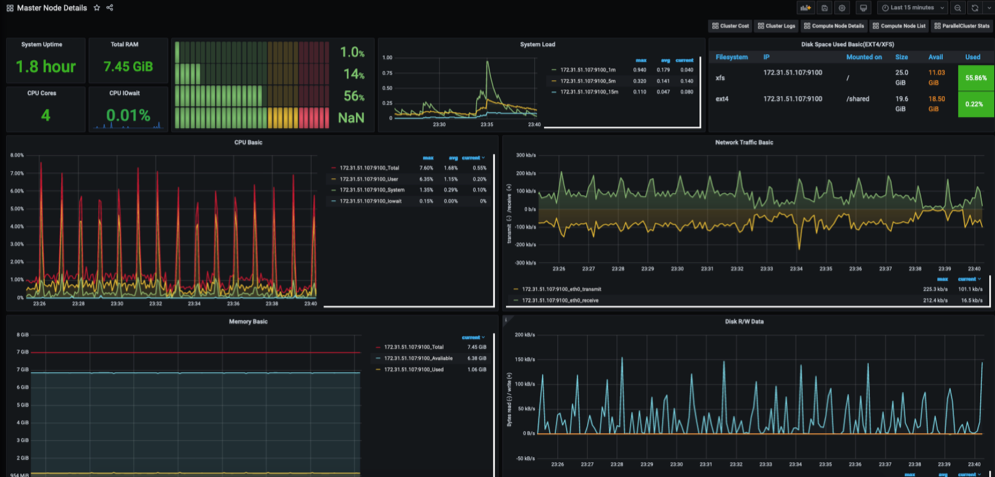 Master Node Details
Last 15 minutes
Cluster Cost
Cluster Logs
Compute Node Details
Compute Node List
ParallelCluster Stats
System Uptime
1.8 hour
Total RAM
7.45 GiB
CPU Cores
4
CPU IOwait
0.01%
1.0%
14%
56%
NaN
System Load
1.00
0.75
0.50
0.25
0
23:30
23:35
23:40
max avg current
172.31.51.107:9100_1m 0.940 0.179 0.040
172.31.51.107:9100_5m 0.320 0.141 0.140
172.31.51.107:9100_15m 0.110 0.047 0.080
Disk Space Used Basic(EXT4/XFS)
Filesystem IP Mounted on Size Avail Used
xfs 172.31.51.107:9100 / 25.0 GiB 11.03 GiB 55.86%
ext4 172.31.51.107:9100 /shared 19.6 GiB 18.50 GiB 0.22%
CPU Basic
8.00%
7.00%
6.00%
5.00%
4.00%
3.00%
2.00%
1.00%
0%
23:26 23:28 23:30 23:32 23:34 23:36 23:38 23:40
max avg current
172.31.51.107:9100_Total 7.60% 1.68% 0.55%
172.31.51.107:9100_User 6.35% 1.15% 0.20%
172.31.51.107:9100_System 1.35% 0.29% 0.10%
172.31.51.107:9100_Iowait 0.15% 0.00% 0%
Network Traffic Basic
transmit (-) /receive (+)
300 kb/s
200 kb/s
100 kb/s
0 b/s
-100 kb/s
-200 kb/s
-300 kb/s
23:26 23:27 23:28 23:29 23:30 23:31 23:32 23:33 23:34 23:35 23:36 23:37 23:38 23:39 23:40
max current
172.31.51.107:9100_eth0_transmit 225.3 kb/s 101.1 kb/s
172.31.51.107:9100_eth0_receive 212.4 kb/s 16.5 kb/s
Memory Basic
8 GiB
7 GiB
7 GiB
6 GiB
5 GiB
4 GiB
3 GiB
2 GiB
954 MiB
current
172.31.51.107:9100_Total 7.45 GiB
172.31.51.107:9100_Available 6.38 GiB
172.31.51.107:9100_Used 1.06 GiB
Disk R/W Data
Bytes read (-) / write (+)
200 kB/s
150 kB/s
100 kB/s
50 kB/s
0 B/s
-50 kB/s
23:26 23:27 23:28 23:29 23:30 23:31 23:32 23:33 23:34 23:35 23:36 23:37 23:38 23:39 23:40
max avg current